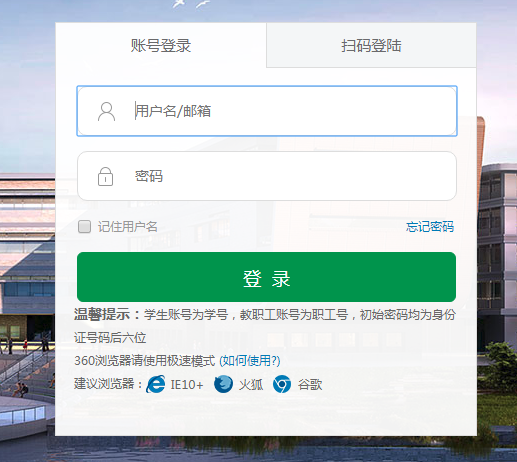 账号登录
扫码登陆
用户名/邮箱
密码
记住用户名
忘记密码
登 录
温馨提示：学生账号为学号，教职工账号为职工号，初始密码均为身份
证号码后六位
360浏览器请使用极速模式 (如何使用?)
建议浏览器： IE10+ 火狐 谷歌